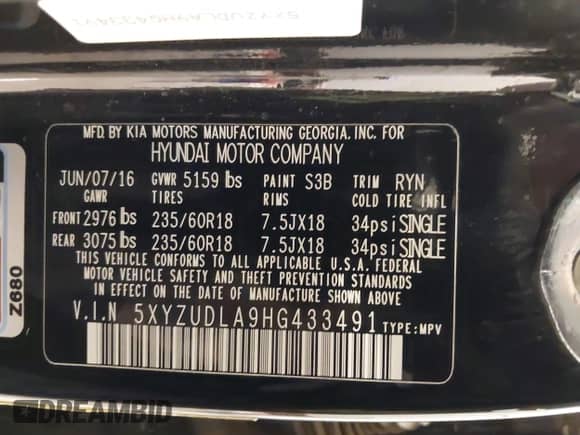 MFD. BY KIA MOTORS MANUFACTURING GEORGIA, INC. FOR
HYUNDAI MOTOR COMPANY
JUN/07/16 GVWR 5159 lbs PAINT S3B TRIM RYN
GAWR TIRES RIMS COLD TIRE INFL
FRONT 2976 lbs 235/60R18 7.5JX18 34psi SINGLE
REAR 3075 lbs 235/60R18 7.5JX18 34psi SINGLE
THIS VEHICLE CONFORMS TO ALL APPLICABLE U.S.A. FEDERAL
MOTOR VEHICLE SAFETY AND THEFT PREVENTION STANDARDS
IN EFFECT ON THE DATE OF MANUFACTURE SHOWN ABOVE
V.I.N 5XYZUDLA9HG433491 TYPE:MPV
Z680
DREAMBID